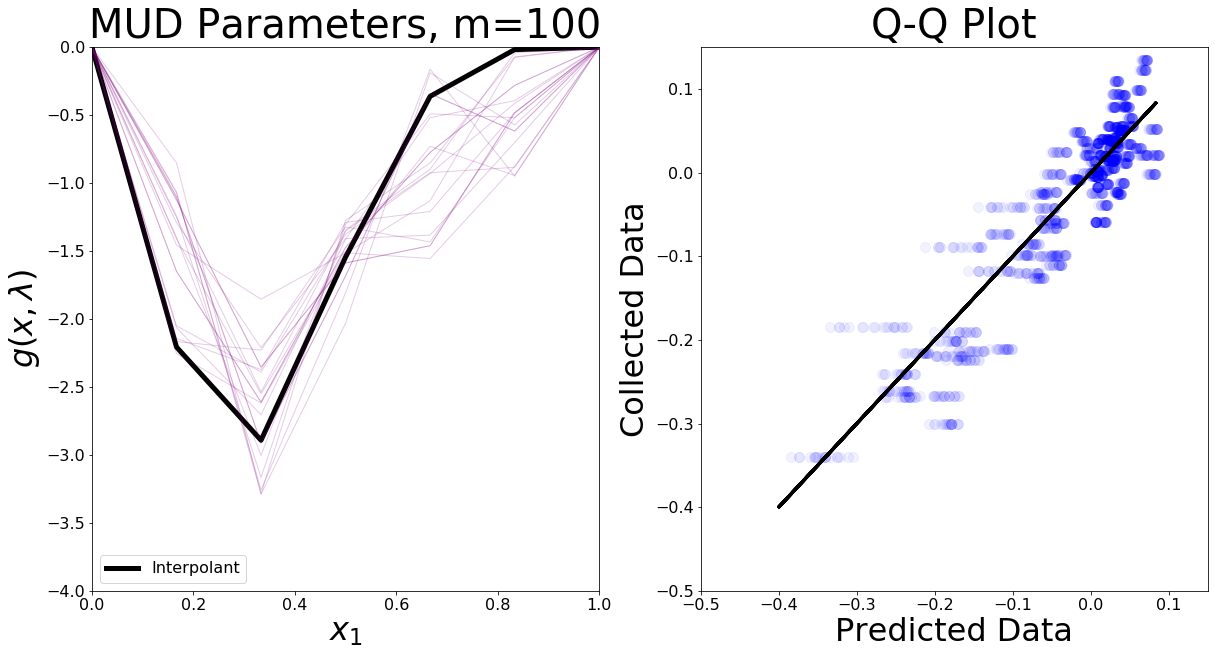 MUD Parameters, m=100
0.0
−0.5
−1.0
−1.5
−2.0
−2.5
−3.0
−3.5
−4.0
g(x, λ)
Interpolant
0.0 0.2 0.4 0.6 0.8 1.0
x₁
Q-Q Plot
0.1
0.0
−0.1
−0.2
−0.3
−0.4
−0.5
Collected Data
−0.5 −0.4 −0.3 −0.2 −0.1 0.0 0.1
Predicted Data